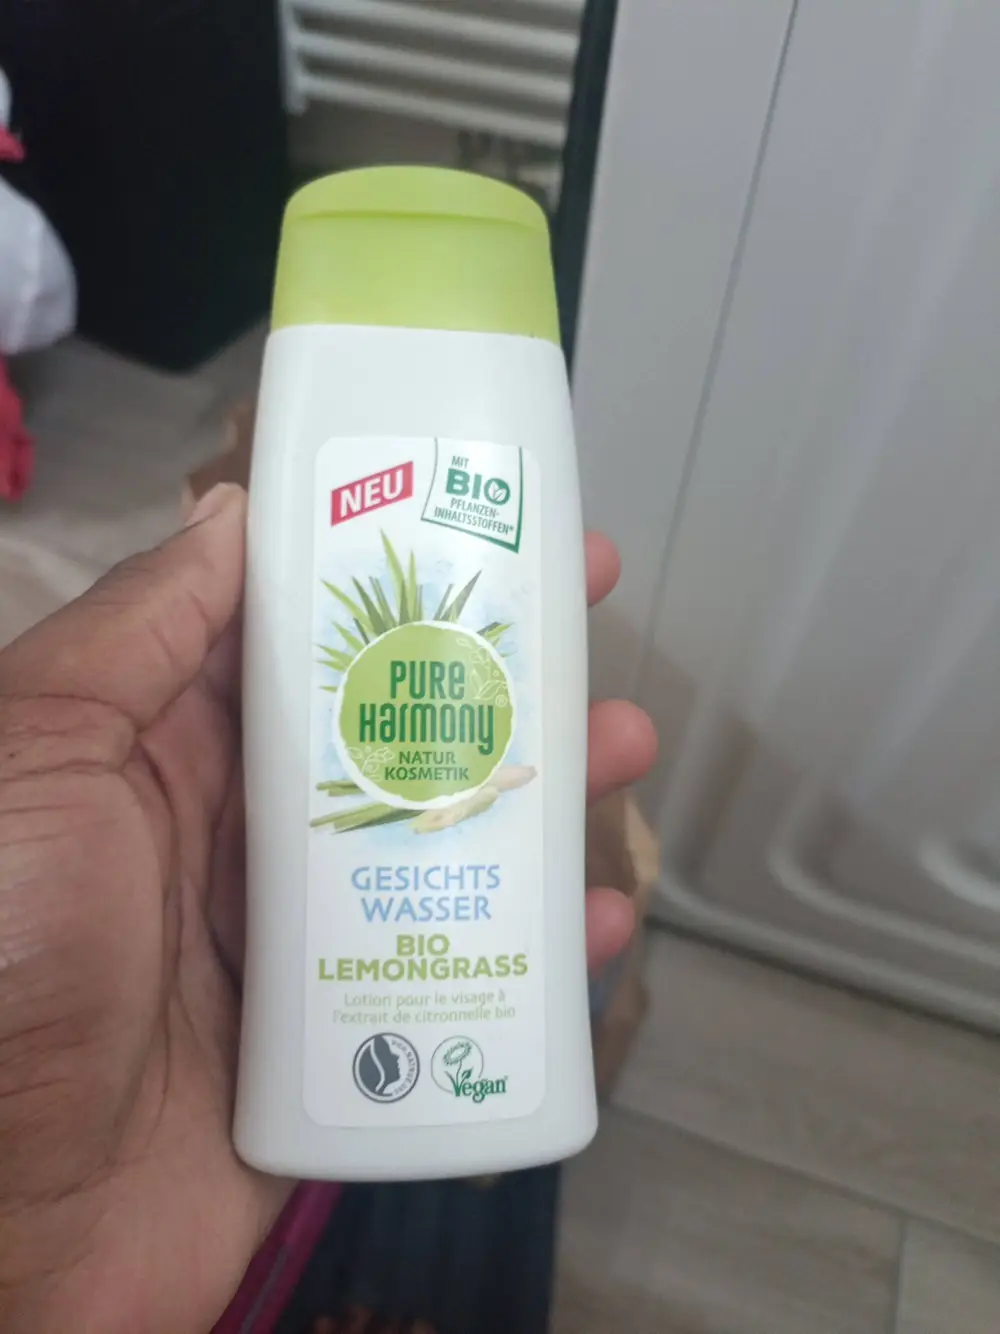 NEU
MIT
BIO
PFLANZEN-
INHALTSSTOFFEN*
PURE
HARMONY®
NATUR
KOSMETIK
GESICHTS
WASSER
BIO
LEMONGRASS
Lotion pour le visage à
l'extrait de citronnelle bio
Vegan